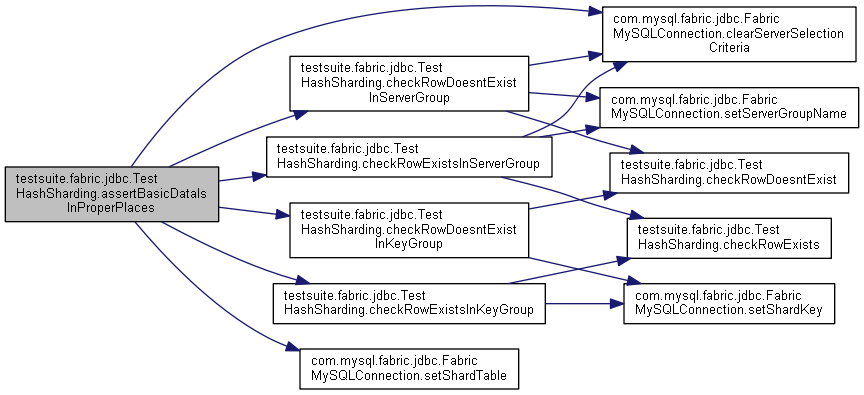 com.mysql.fabric.jdbc.Fabric
MySQLConnection.clearServerSelection
Criteria
testsuite.fabric.jdbc.Test
HashSharding.checkRowDoesntExist
InServerGroup
com.mysql.fabric.jdbc.Fabric
MySQLConnection.setServerGroupName
testsuite.fabric.jdbc.Test
HashSharding.checkRowExistsInServerGroup
testsuite.fabric.jdbc.Test
HashSharding.checkRowDoesntExist
testsuite.fabric.jdbc.Test
HashSharding.assertBasicDataIs
InProperPlaces
testsuite.fabric.jdbc.Test
HashSharding.checkRowDoesntExist
InKeyGroup
testsuite.fabric.jdbc.Test
HashSharding.checkRowExists
testsuite.fabric.jdbc.Test
HashSharding.checkRowExistsInKeyGroup
com.mysql.fabric.jdbc.Fabric
MySQLConnection.setShardKey
com.mysql.fabric.jdbc.Fabric
MySQLConnection.setShardTable